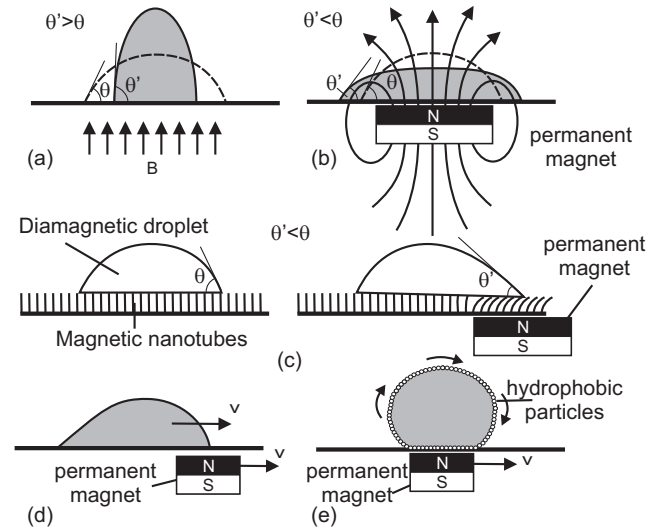 θ'>θ
θ
θ'
B
(a)
θ'<θ
θ'
θ
N
S
permanent
magnet
(b)
Diamagnetic droplet
θ
Magnetic nanotubes
θ'<θ
θ'
permanent
magnet
N
S
(c)
v
permanent
magnet
N
S
v
(d)
hydrophobic
particles
permanent
magnet
N
S
v
(e)